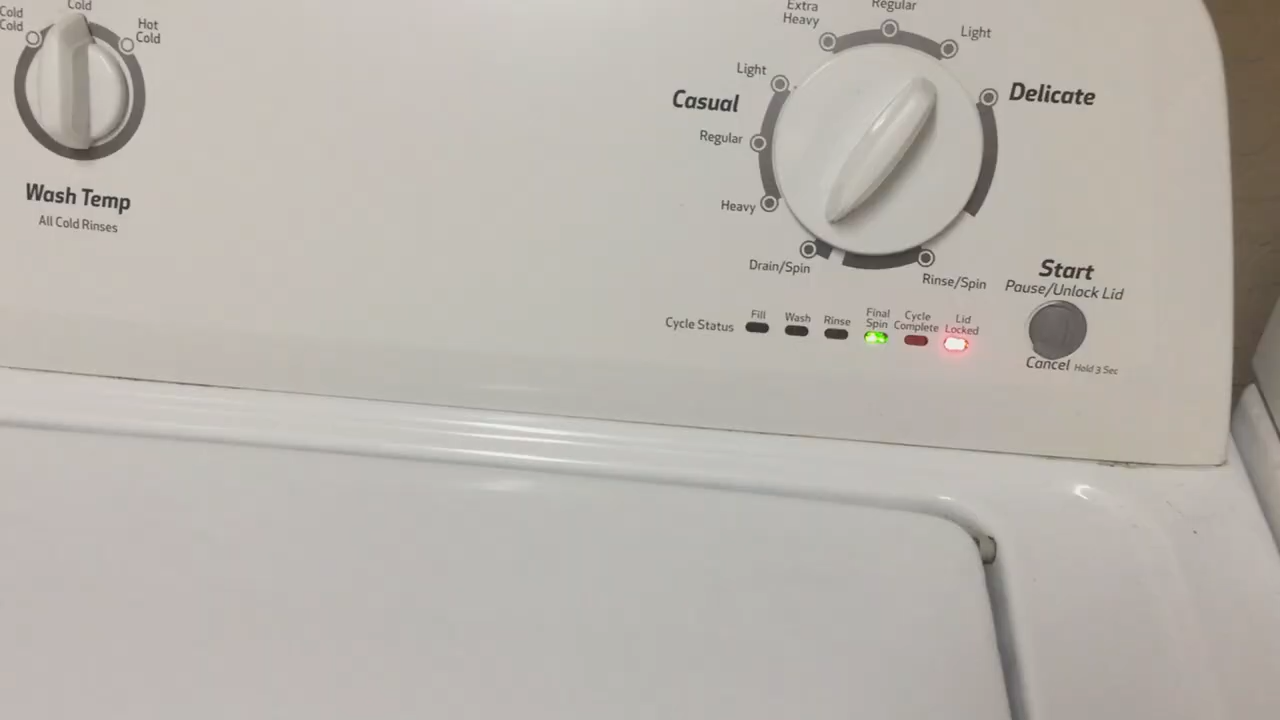 Cold
Cold
Cold
Hot
Cold
Wash Temp
All Cold Rinses
Extra
Heavy
Regular
Light
Light
Casual
Regular
Heavy
Delicate
Drain/Spin
Rinse/Spin
Cycle Status
Fill
Wash
Rinse
Final
Spin
Cycle
Complete
Lid
Locked
Start
Pause/Unlock Lid
Cancel Hold 3 Sec